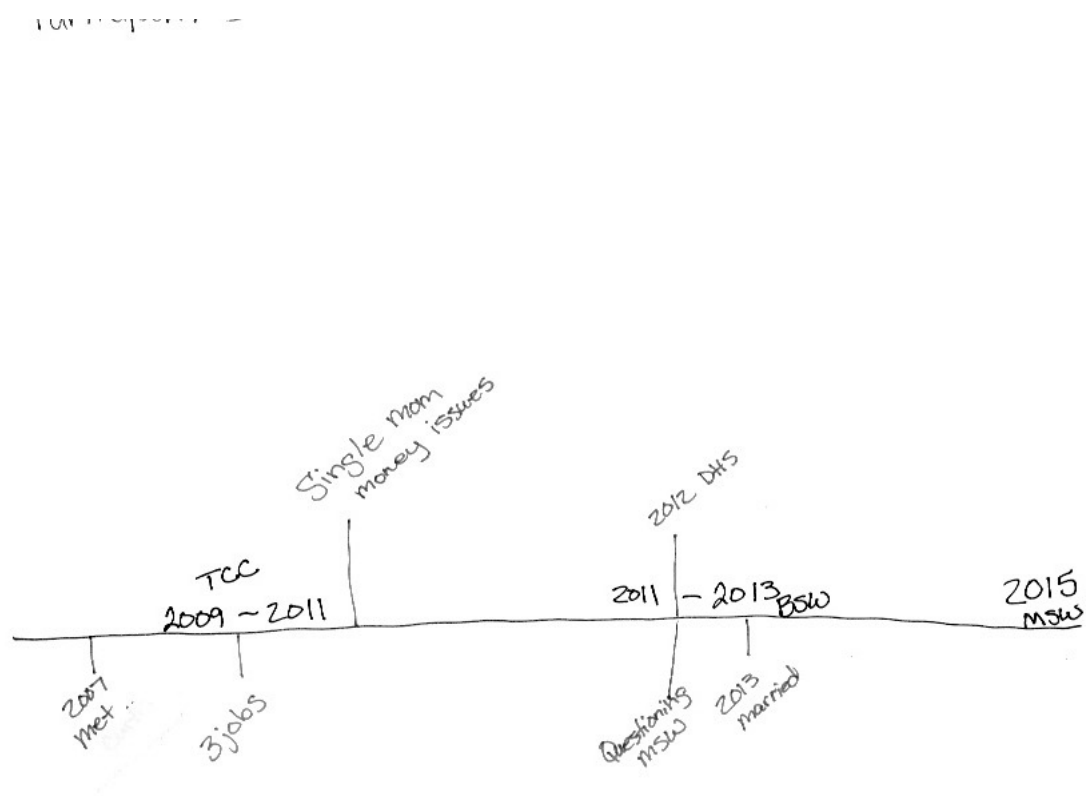 Single mom
money issues
2012 DHS
TCC
2009 - 2011
2011 - 2013
BSW
2015
MSW
2007
met
3jobs
Questioning
MSW
2013
married